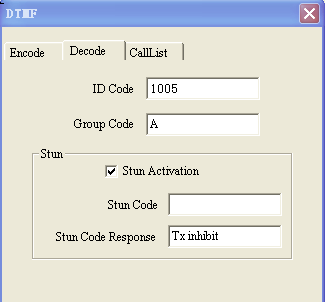 DTMF
Encode Decode CallList
ID Code 1005
Group Code A
Stun
Stun Activation
Stun Code
Stun Code Response Tx inhibit